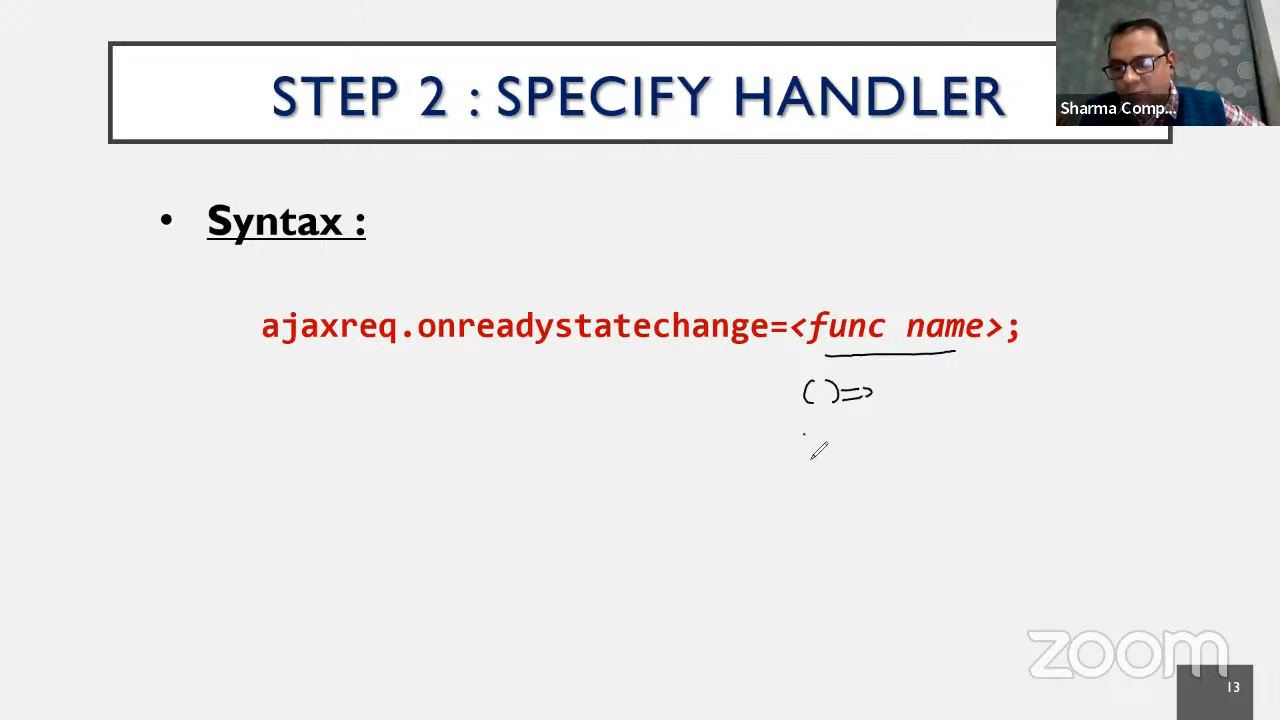 STEP 2 : SPECIFY HANDLER
Sharma Comp...
• Syntax :
ajaxreq.onreadystatechange=<func name>;
( )=>
zoom
13